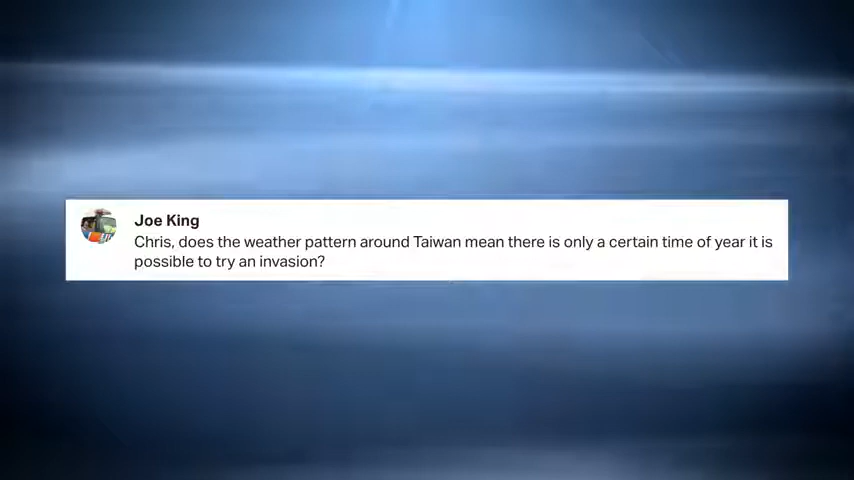 Joe King
Chris, does the weather pattern around Taiwan mean there is only a certain time of year it is
possible to try an invasion?